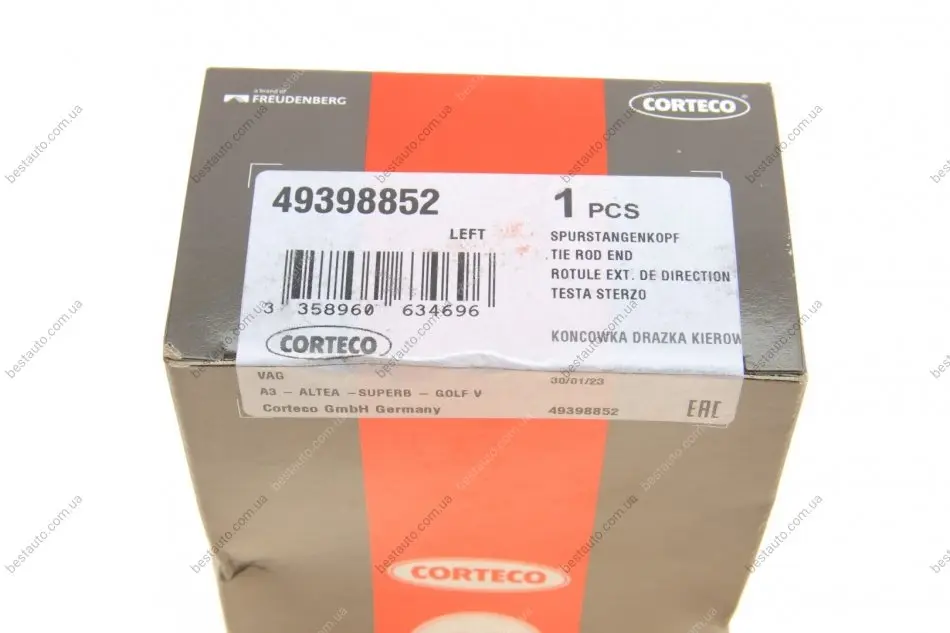 a brand of
FREUDENBERG
CORTECO
49398852
1 PCS
LEFT
SPURSTANGENKOPF
TIE ROD END
ROTULE EXT. DE DIRECTION
TESTA STERZO
3 358960 634696
CORTECO
KONCOWKA DRAZKA KIEROW
VAG
30/01/23
A3 - ALTEA -SUPERB - GOLF V
Corteco GmbH Germany
49398852
EAC
CORTECO
bestauto.com.ua